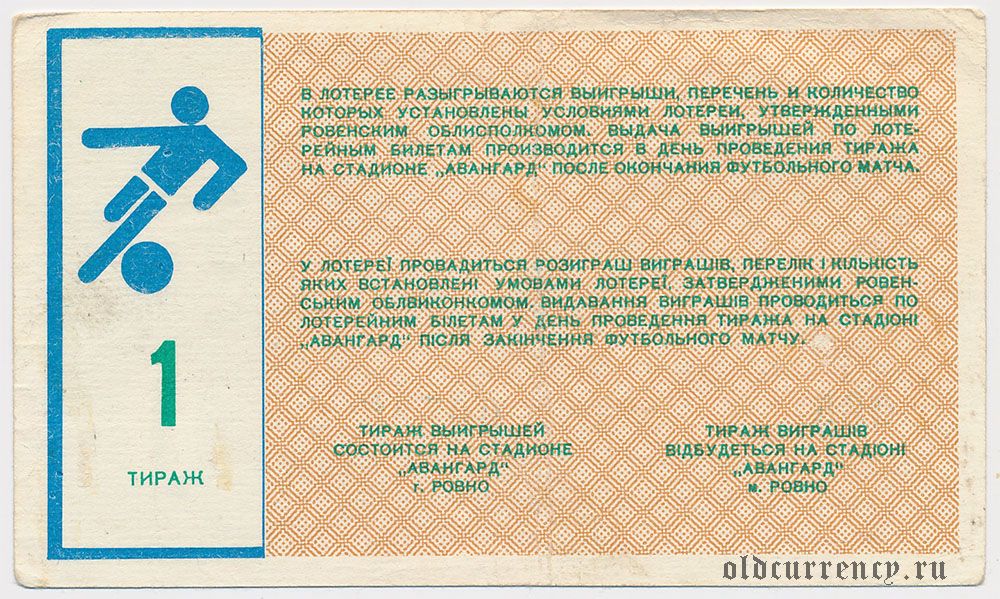 В ЛОТЕРЕЕ РАЗЫГРЫВАЮТСЯ ВЫИГРЫШИ, ПЕРЕЧЕНЬ И КОЛИЧЕСТВО
КОТОРЫХ УСТАНОВЛЕНЫ УСЛОВИЯМИ ЛОТЕРЕИ, УТВЕРЖДЕННЫМИ
РОВЕНСКИМ ОБЛИСПОЛКОМОМ. ВЫДАЧА ВЫИГРЫШЕЙ ПО ЛОТЕ-
РЕЙНЫМ БИЛЕТАМ ПРОИЗВОДИТСЯ В ДЕНЬ ПРОВЕДЕНИЯ ТИРАЖА
НА СТАДИОНЕ „АВАНГАРД" ПОСЛЕ ОКОНЧАНИЯ ФУТБОЛЬНОГО МАТЧА.
У ЛОТЕРЕЇ ПРОВАДИТЬСЯ РОЗИГРАШ ВИГРАШІВ, ПЕРЕЛІК І КІЛЬКІСТЬ
ЯКИХ ВСТАНОВЛЕНІ УМОВАМИ ЛОТЕРЕЇ, ЗАТВЕРДЖЕНИМИ РОВЕН-
СЬКИМ ОБЛВИКОНКОМОМ. ВИДАВАННЯ ВИГРАШІВ ПРОВОДИТЬСЯ ПО
ЛОТЕРЕЙНИМ БІЛЕТАМ У ДЕНЬ ПРОВЕДЕННЯ ТИРАЖА НА СТАДІОНІ
„АВАНГАРД" ПІСЛЯ ЗАКІНЧЕННЯ ФУТБОЛЬНОГО МАТЧУ.
1
ТИРАЖ
ТИРАЖ ВЫИГРЫШЕЙ
СОСТОИТСЯ НА СТАДИОНЕ
„АВАНГАРД"
г. РОВНО
ТИРАЖ ВИГРАШІВ
ВІДБУДЕТЬСЯ НА СТАДІОНІ
„АВАНГАРД"
м. РОВНО
oldcurrency.ru